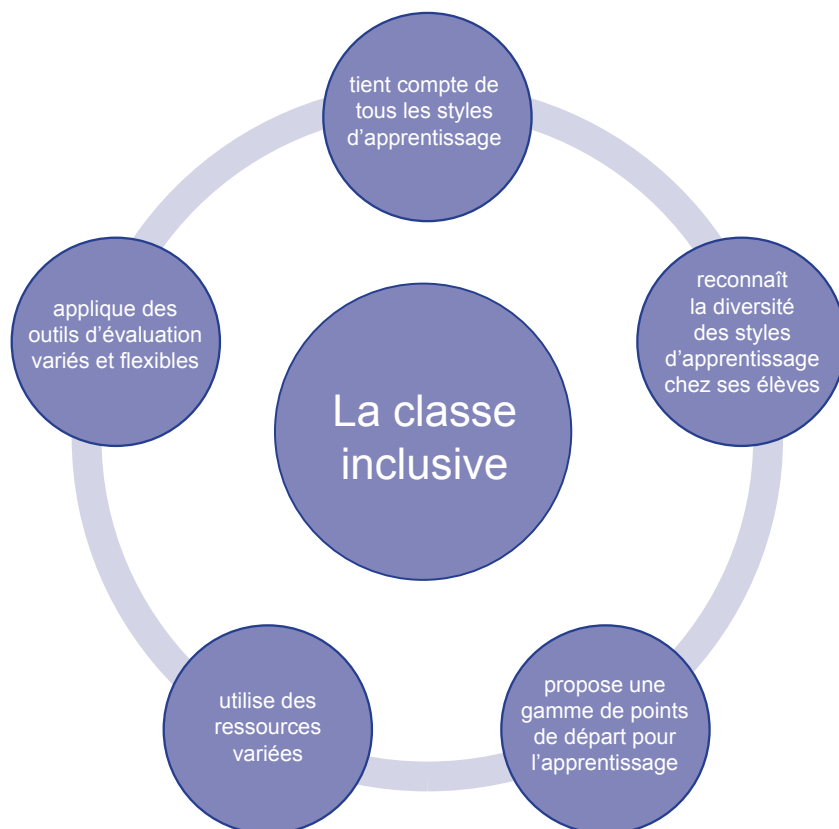 tient compte de
tous les styles
d'apprentissage
reconnaît
la diversité
des styles
d'apprentissage
chez ses élèves
propose une
gamme de points
de départ pour
l'apprentissage
utilise des
ressources
variées
applique des
outils d'évaluation
variés et flexibles
La classe
inclusive